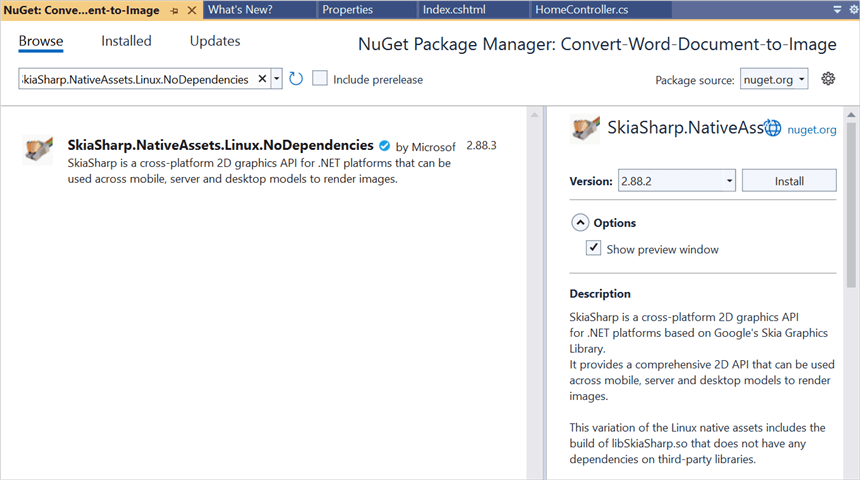 NuGet: Conve...ent-to-Image What's New? Properties Index.cshtml HomeController.cs
Browse Installed Updates NuGet Package Manager: Convert-Word-Document-to-Image
kiaSharp.NativeAssets.Linux.NoDependencies Include prerelease Package source: nuget.org
SkiaSharp.NativeAssets.Linux.NoDependencies by Microsof 2.88.3
SkiaSharp is a cross-platform 2D graphics API for .NET platforms that can be
used across mobile, server and desktop models to render images.
SkiaSharp.NativeAss nuget.org
Version: 2.88.2 Install
Options
Show preview window
Description
SkiaSharp is a cross-platform 2D graphics API
for .NET platforms based on Google's Skia Graphics
Library.
It provides a comprehensive 2D API that can be used
across mobile, server and desktop models to render
images.
This variation of the Linux native assets includes the
build of libSkiaSharp.so that does not have any
dependencies on third-party libraries.